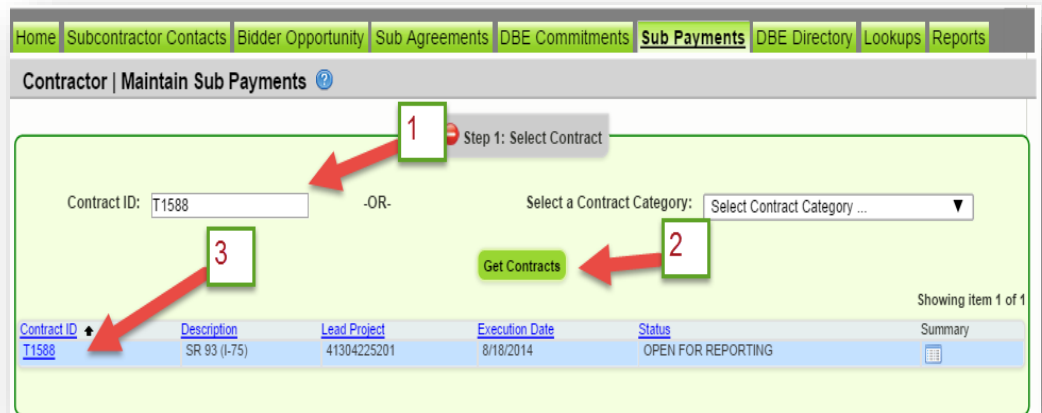 Home Subcontractor Contacts Bidder Opportunity Sub Agreements DBE Commitments Sub Payments DBE Directory Lookups Reports
Contractor | Maintain Sub Payments ?
1
Step 1: Select Contract
Contract ID: T1588 -OR- Select a Contract Category: Select Contract Category ... ▼
3
2
Get Contracts
Showing item 1 of 1
Contract ID Description Lead Project Execution Date Status Summary
T1588 SR 93 (I-75) 41304225201 8/18/2014 OPEN FOR REPORTING